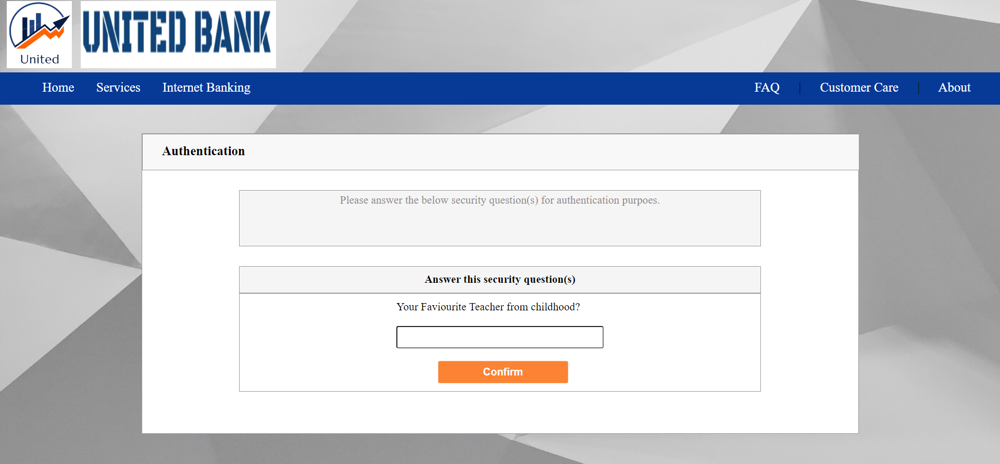 United
UNITED BANK
Home Services Internet Banking FAQ Customer Care About
Authentication
Please answer the below security question(s) for authentication purpoes.
Answer this security question(s)
Your Faviourite Teacher from childhood?
Confirm